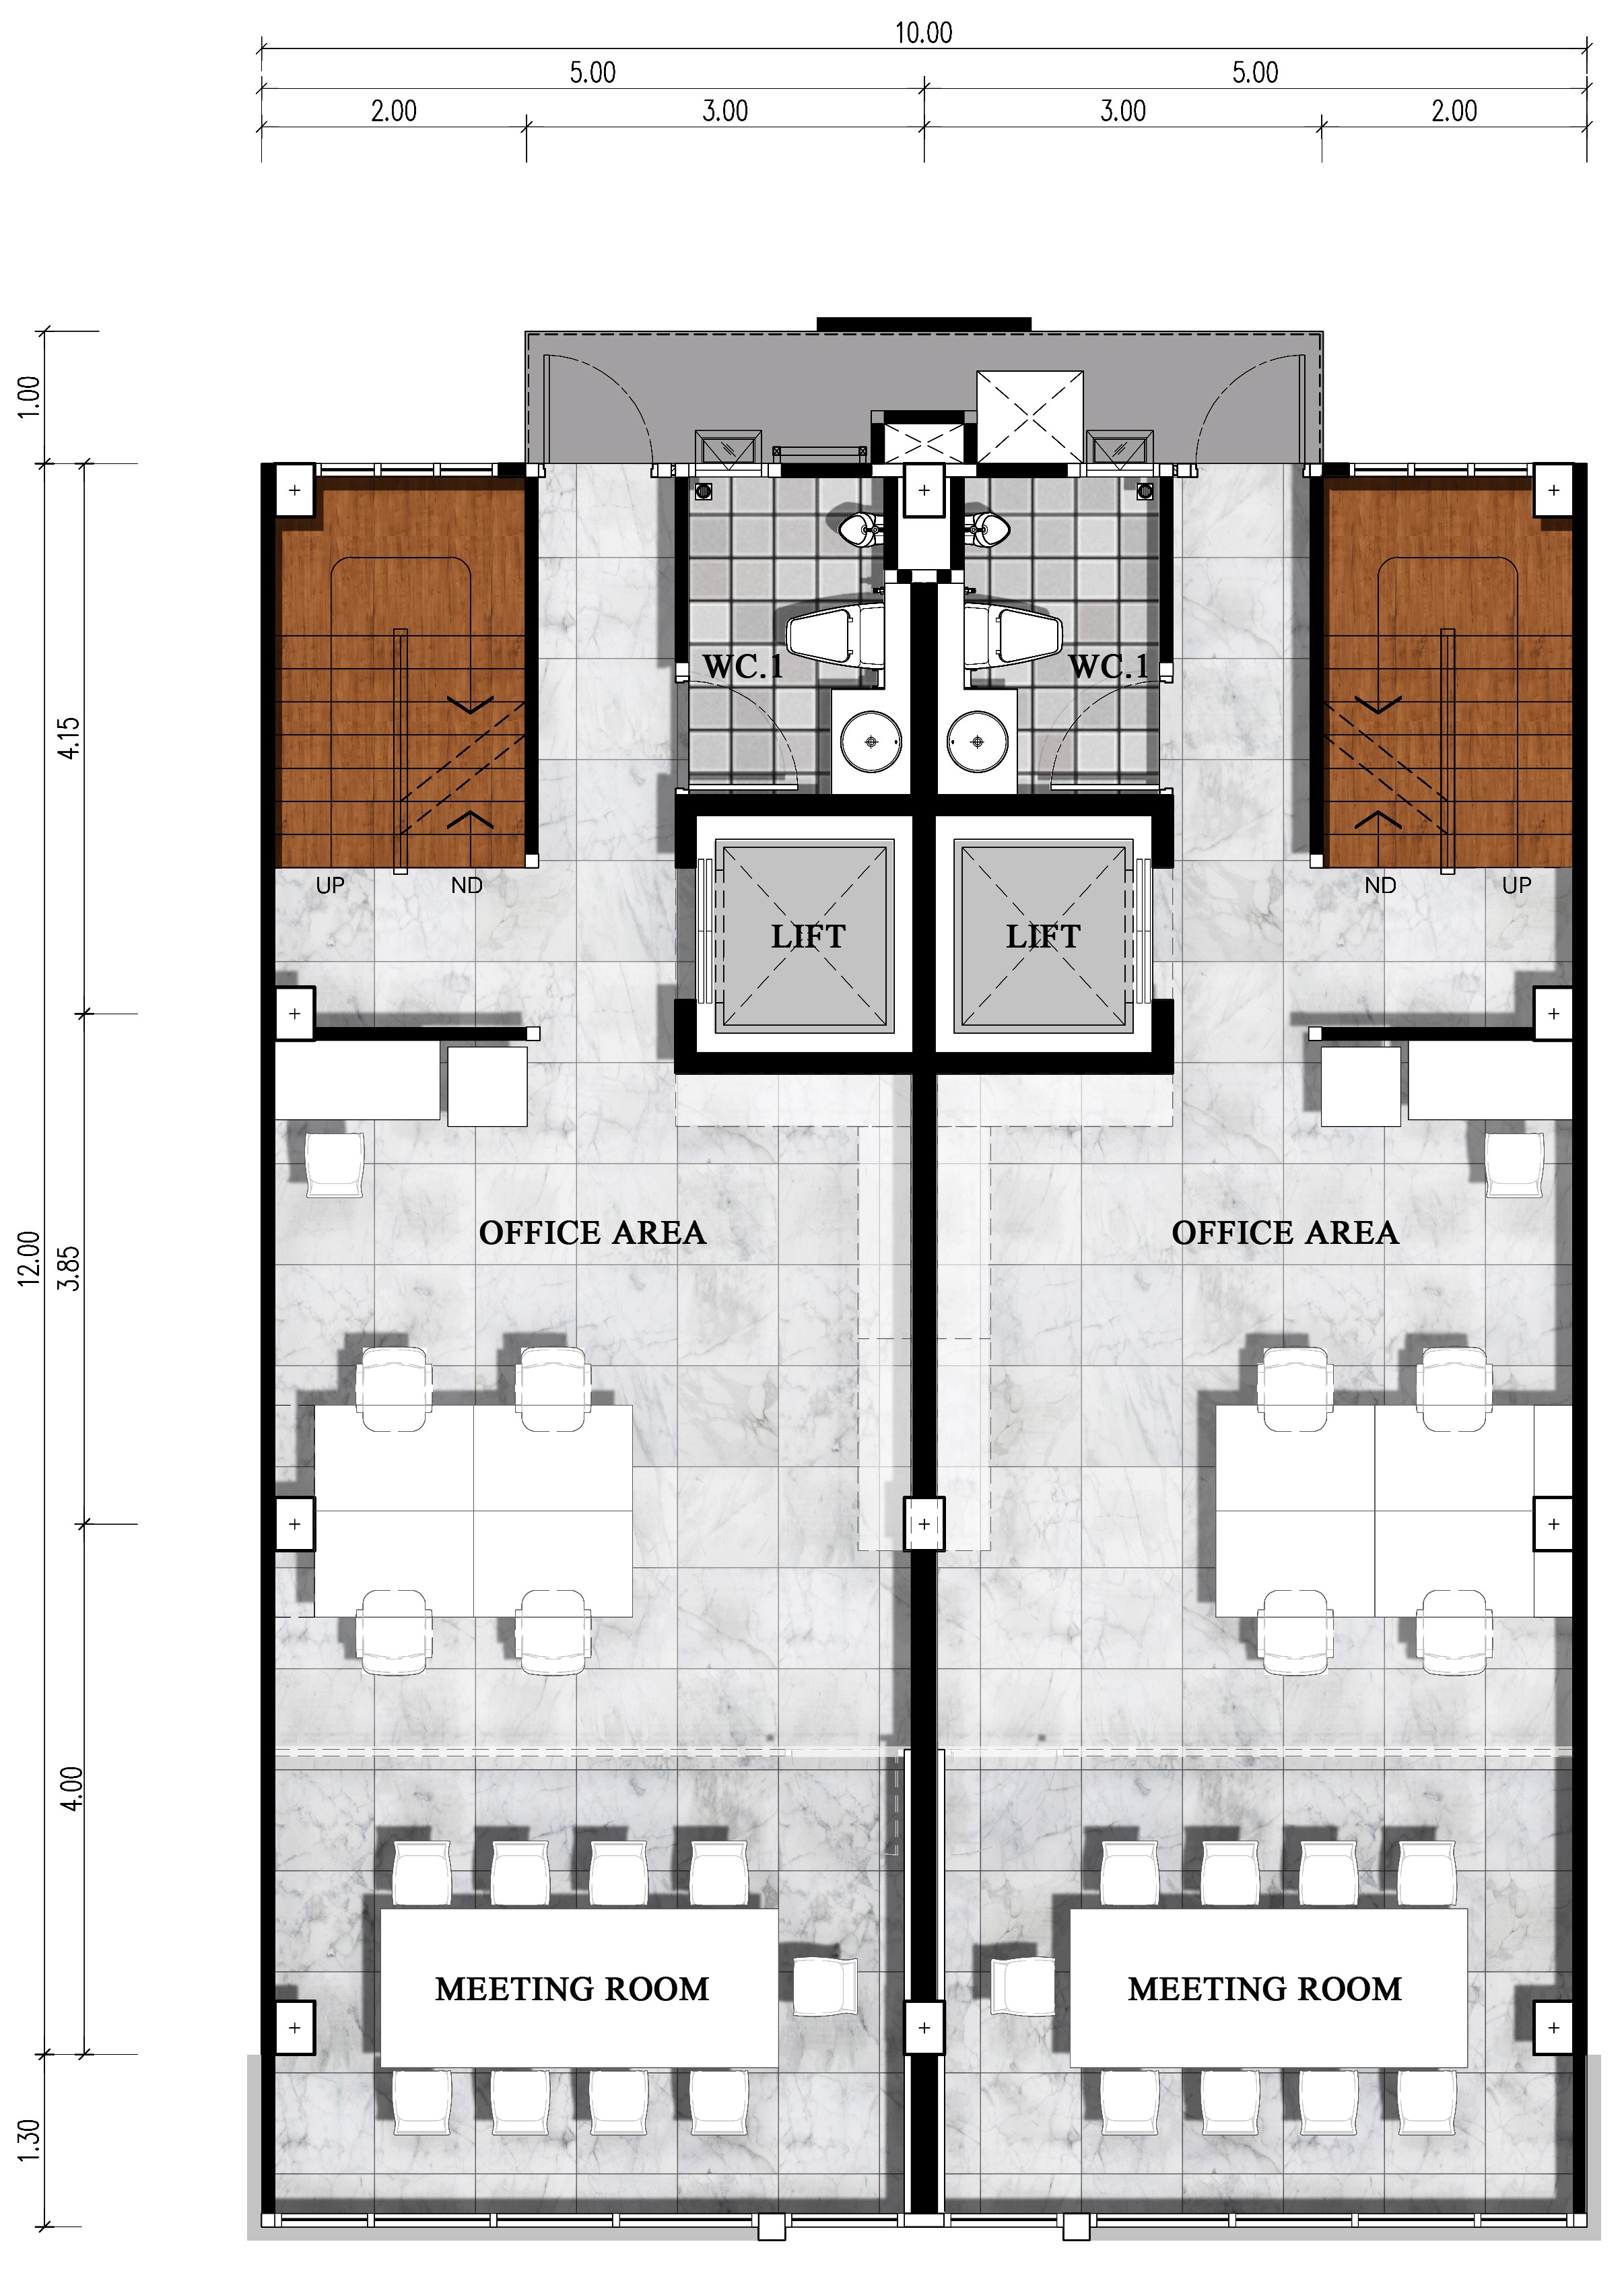 10.00
5.00 5.00
2.00 3.00 3.00 2.00
1.00
WC.1 WC.1
4.15
UP ND ND UP
LIFT LIFT
OFFICE AREA OFFICE AREA
12.00
3.85
4.00
MEETING ROOM MEETING ROOM
1.30